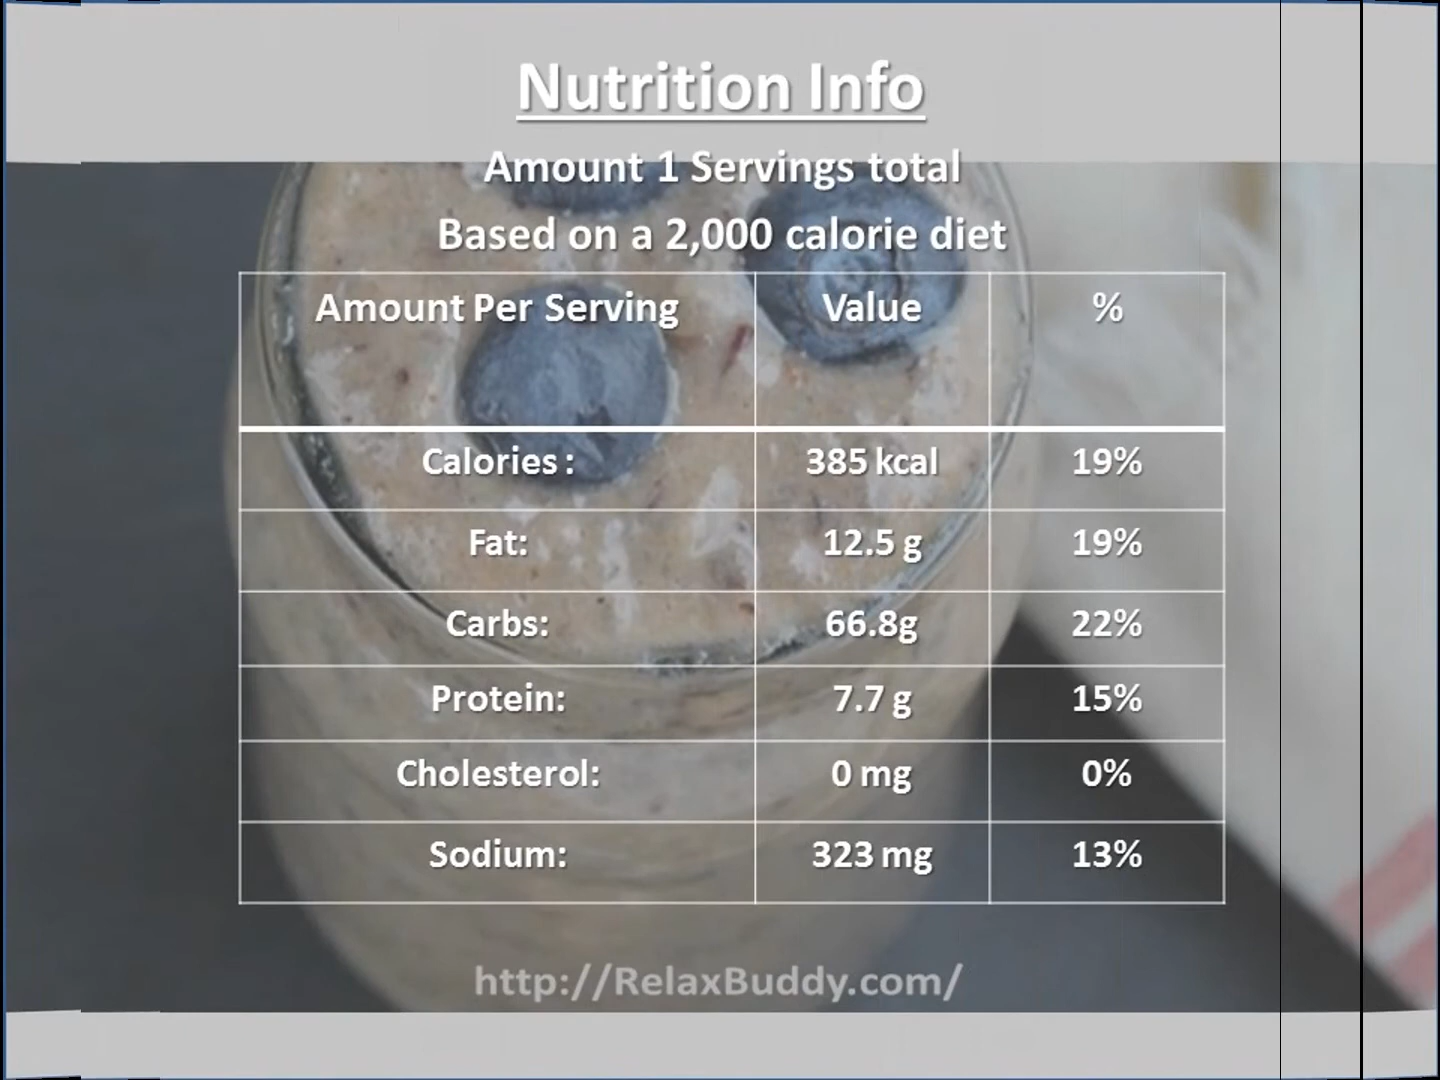 Nutrition Info
Amount 1 Servings total
Based on a 2,000 calorie diet
Amount Per Serving Value %
Calories : 385 kcal 19%
Fat: 12.5 g 19%
Carbs: 66.8g 22%
Protein: 7.7 g 15%
Cholesterol: 0 mg 0%
Sodium: 323 mg 13%
http://RelaxBuddy.com/